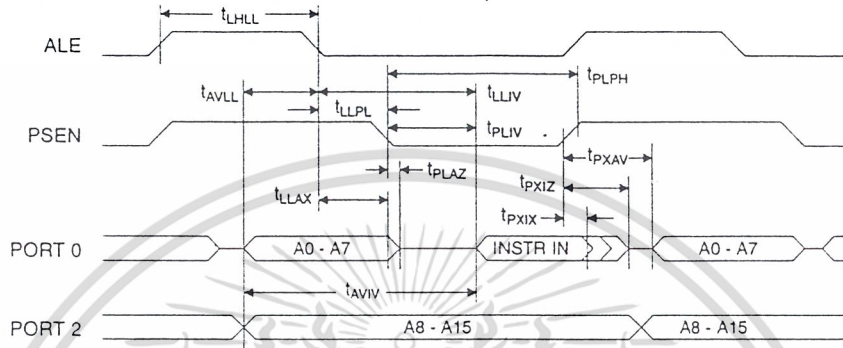 tLHLL
ALE
tPLPH
tAVLL
tLLIV
tLLPL
PSEN
tPLIV
tPXAV
tPLAZ
tPXIZ
tLLAX
tPXIX
PORT 0
A0 - A7
INSTR IN
A0 - A7
tAVIV
PORT 2
A8 - A15
A8 - A15